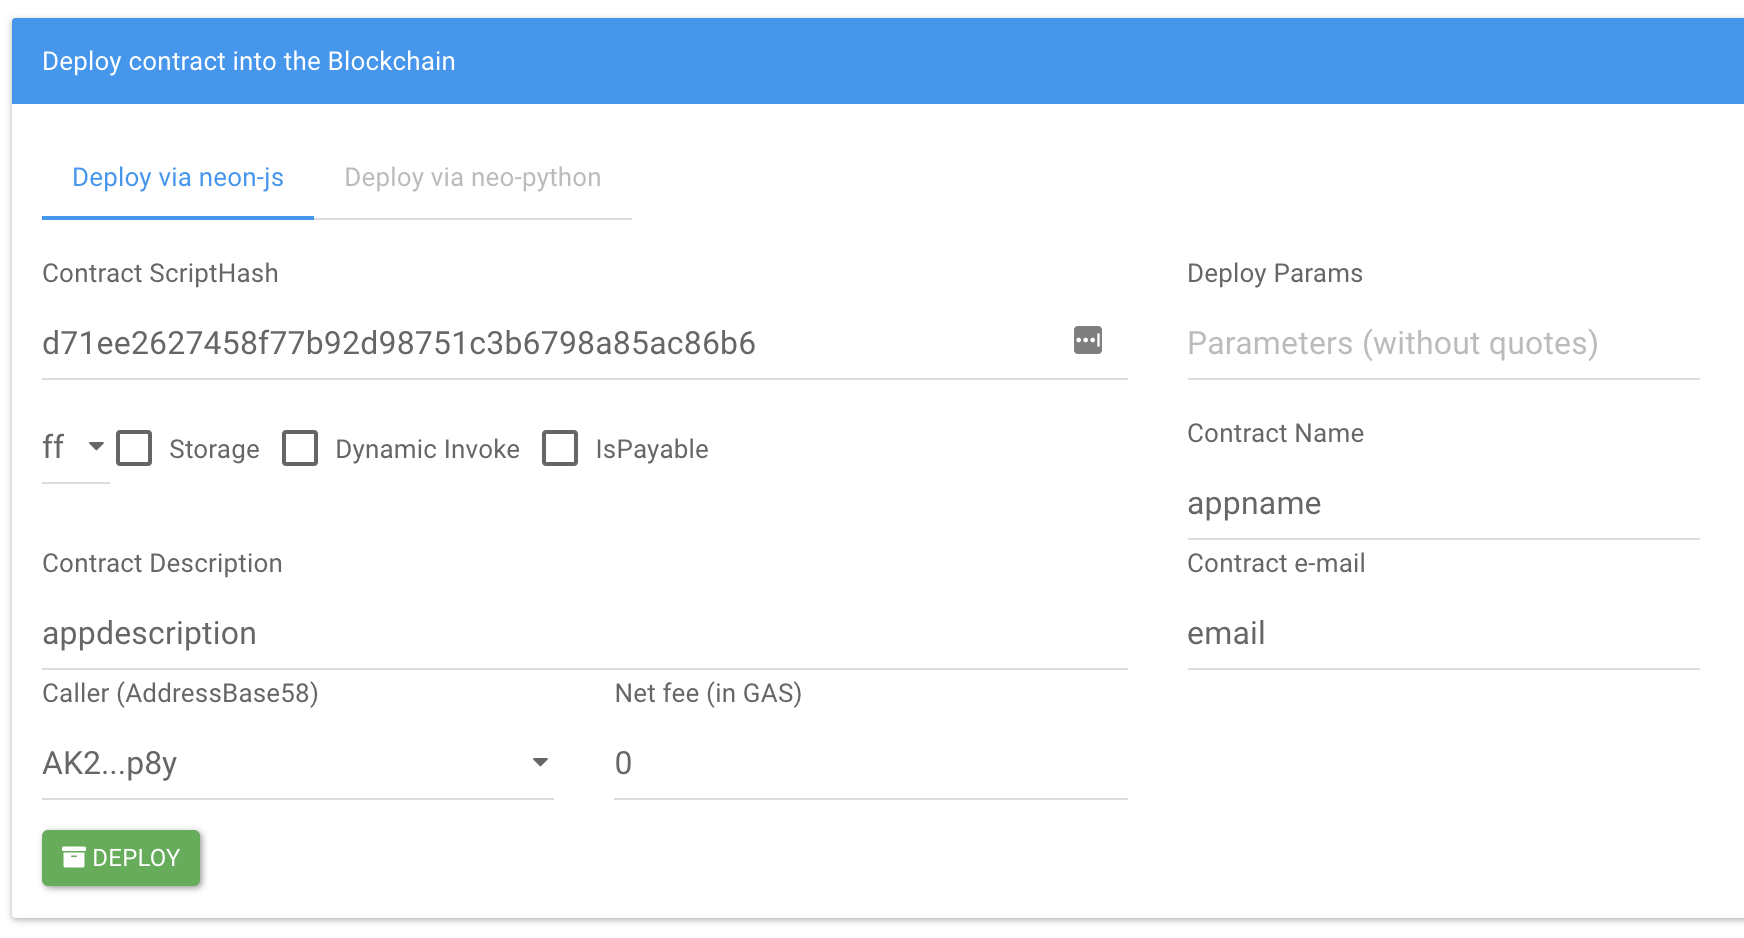 Deploy contract into the Blockchain
Deploy via neon-js
Deploy via neo-python
Contract ScriptHash
d71ee2627458f77b92d98751c3b6798a85ac86b6
Deploy Params
Parameters (without quotes)
ff
Storage
Dynamic Invoke
IsPayable
Contract Name
appname
Contract Description
appdescription
Contract e-mail
email
Caller (AddressBase58)
AK2...p8y
Net fee (in GAS)
0
DEPLOY